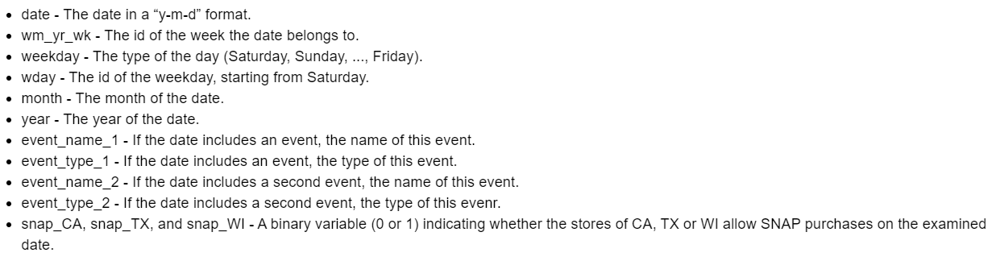 • date - The date in a “y-m-d” format.
• wm_yr_wk - The id of the week the date belongs to.
• weekday - The type of the day (Saturday, Sunday, ..., Friday).
• wday - The id of the weekday, starting from Saturday.
• month - The month of the date.
• year - The year of the date.
• event_name_1 - If the date includes an event, the name of this event.
• event_type_1 - If the date includes an event, the type of this event.
• event_name_2 - If the date includes a second event, the name of this event.
• event_type_2 - If the date includes a second event, the type of this evenr.
• snap_CA, snap_TX, and snap_WI - A binary variable (0 or 1) indicating whether the stores of CA, TX or WI allow SNAP purchases on the examined
date.